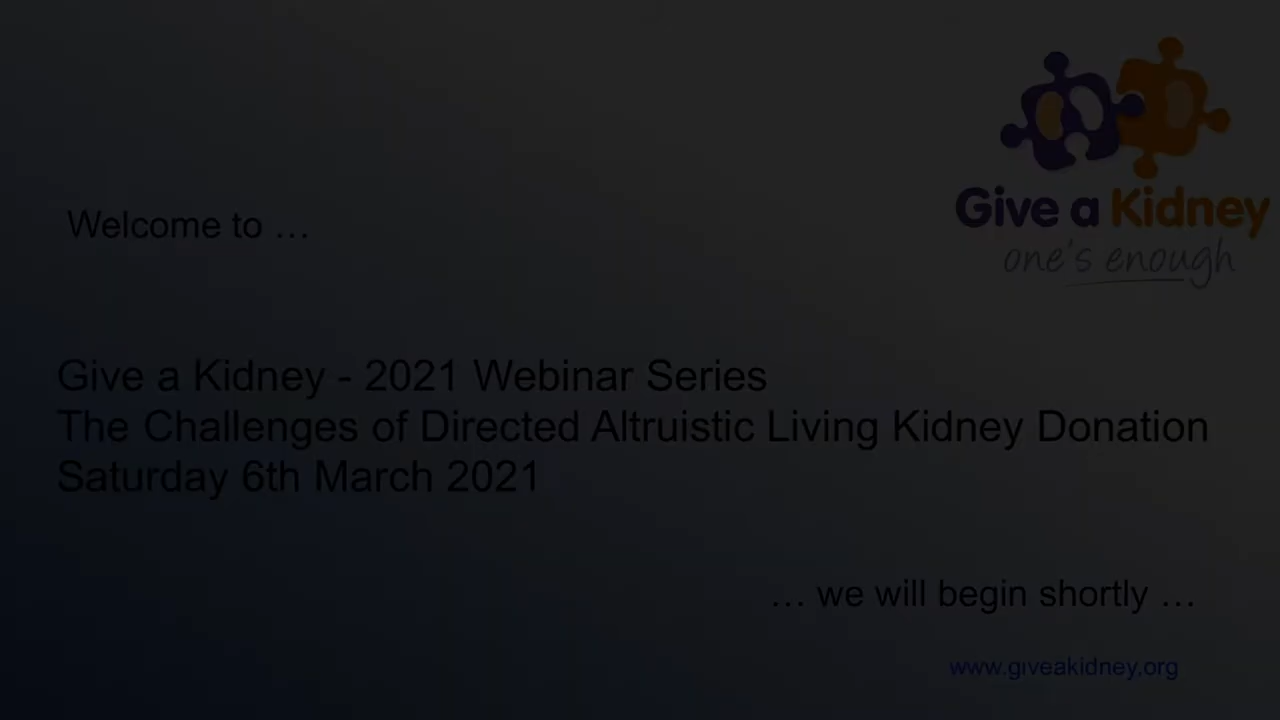 Give a Kidney
one's enough
Welcome to …
Give a Kidney - 2021 Webinar Series
The Challenges of Directed Altruistic Living Kidney Donation
Saturday 6th March 2021
… we will begin shortly …
www.giveakidney.org